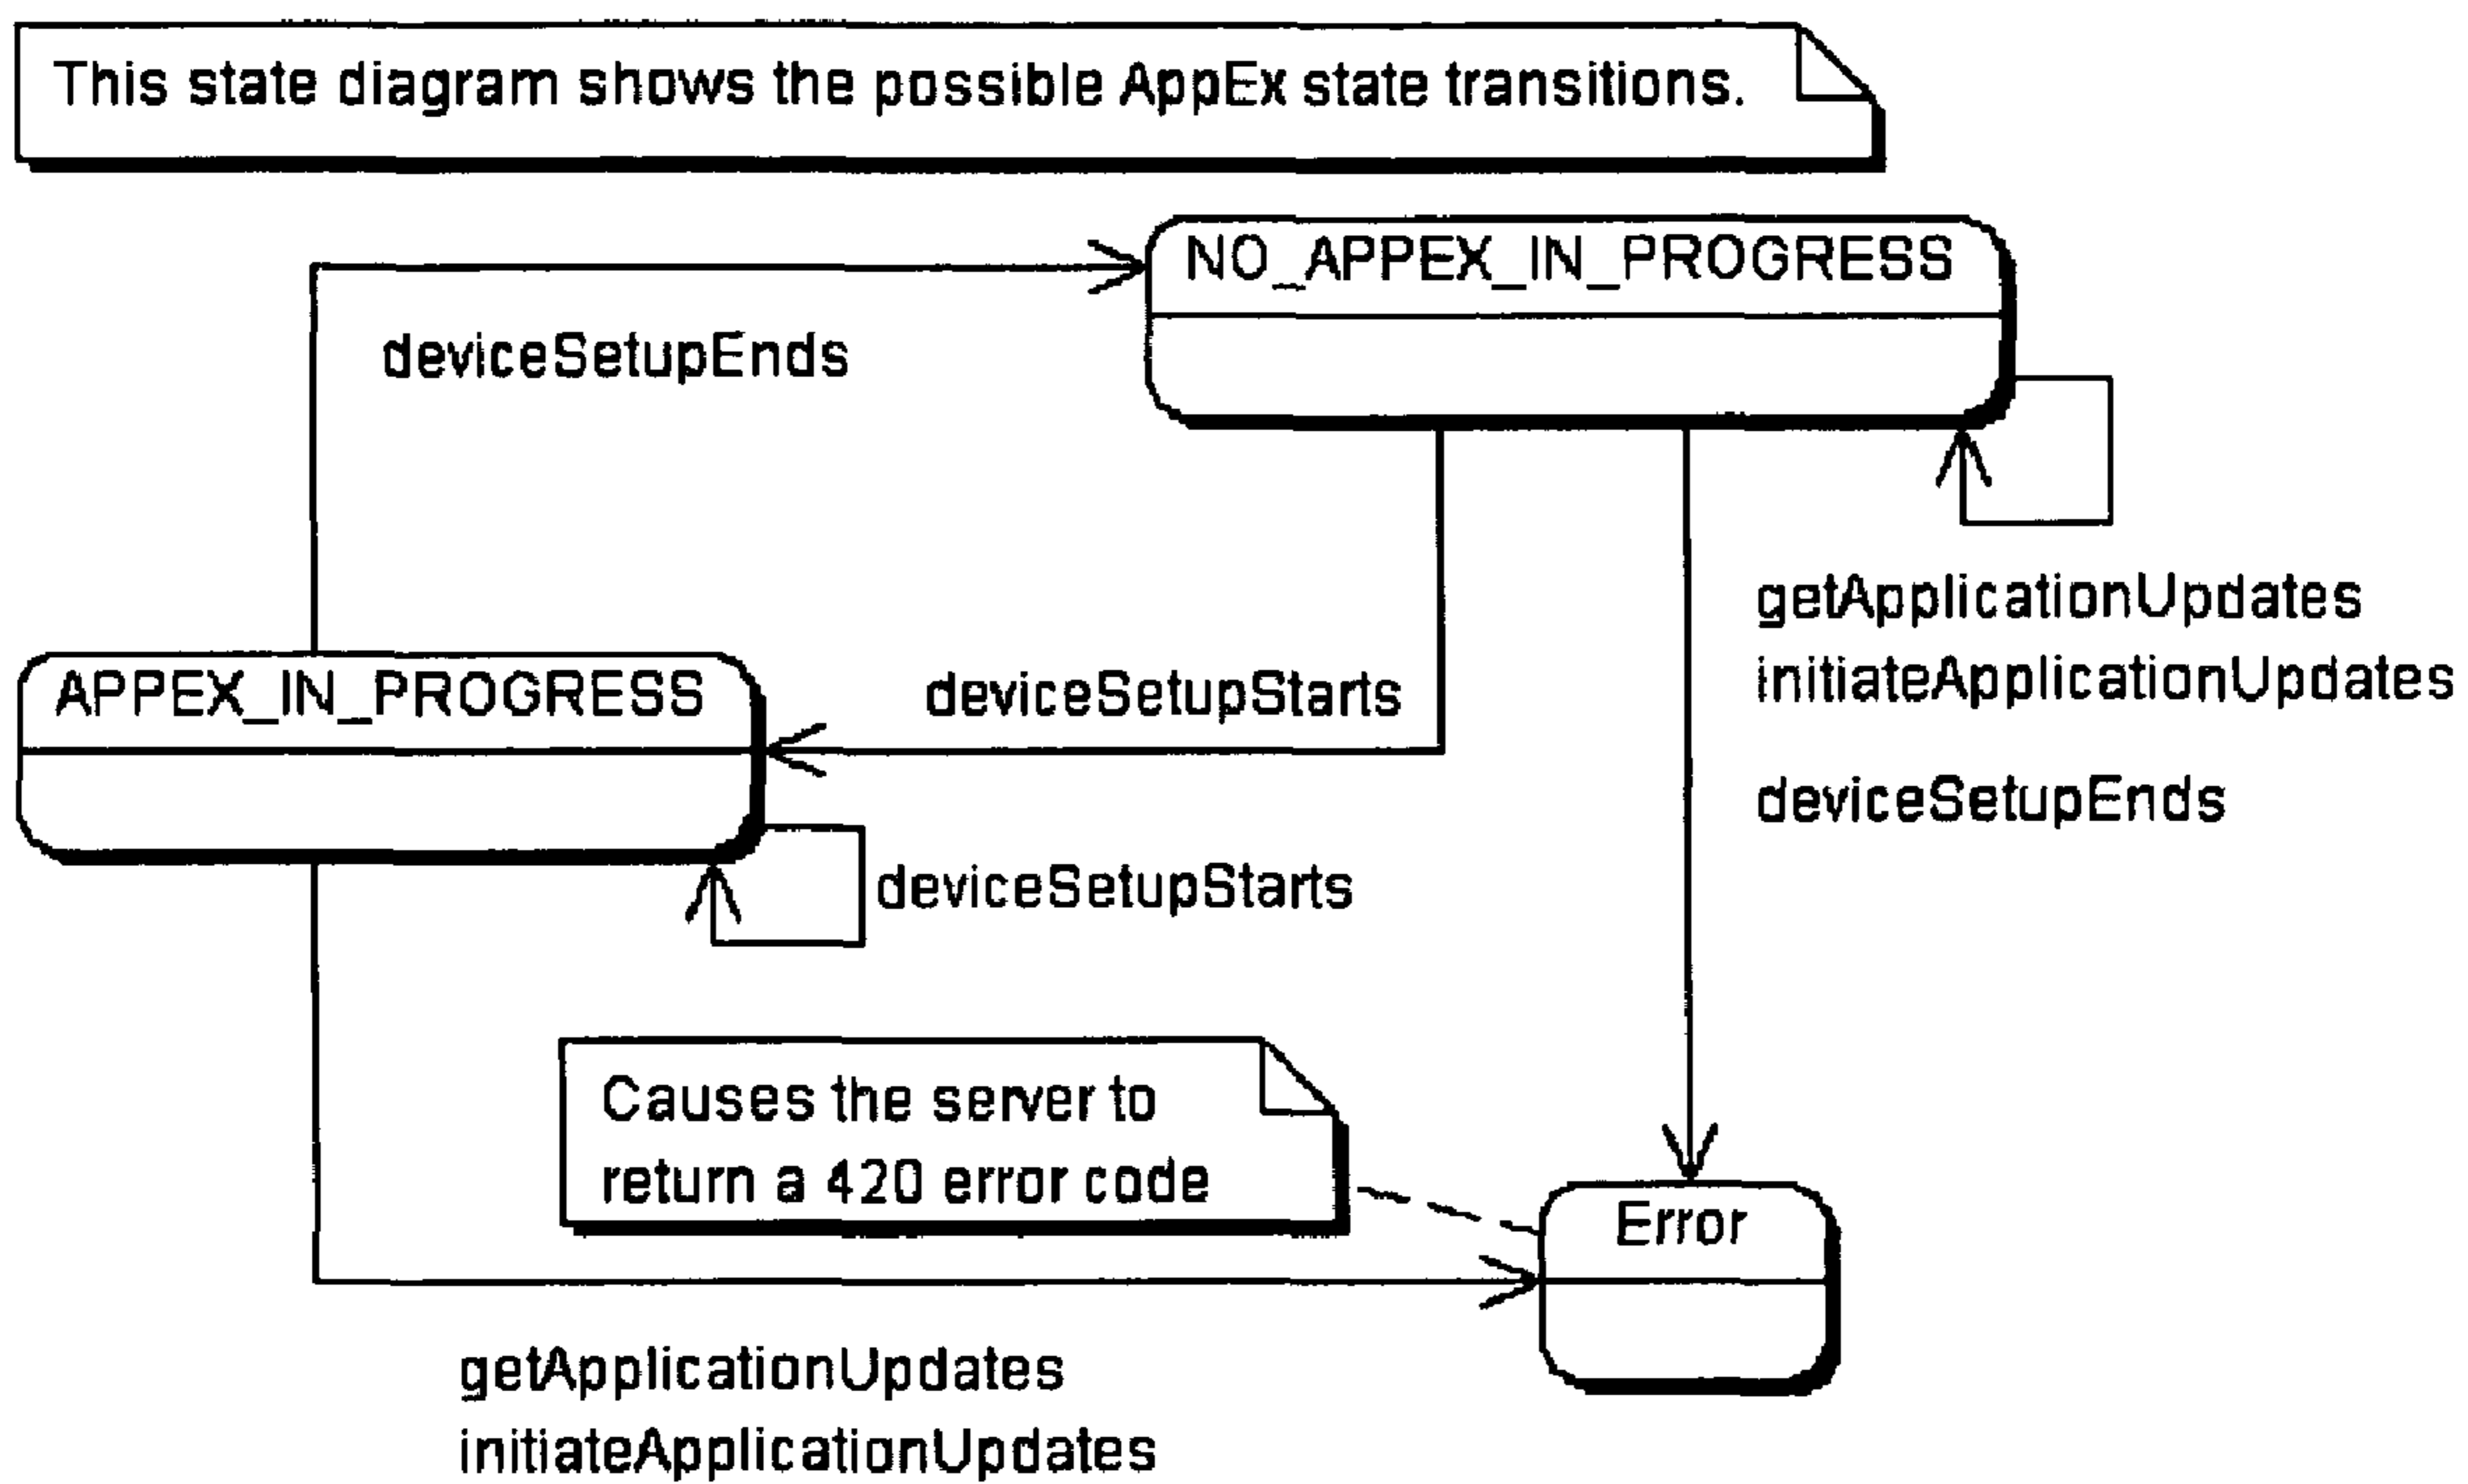 This state diagram shows the possible AppEx state transitions.
NO_APPEX_IN_PROGRESS
deviceSetupEnds
getApplicationUpdates
initiateApplicationUpdates
APPEX_IN_PROGRESS
deviceSetupStarts
deviceSetupEnds
deviceSetupStarts
Causes the server to
return a 420 error code
Error
getApplicationUpdates
initiateApplicationUpdates